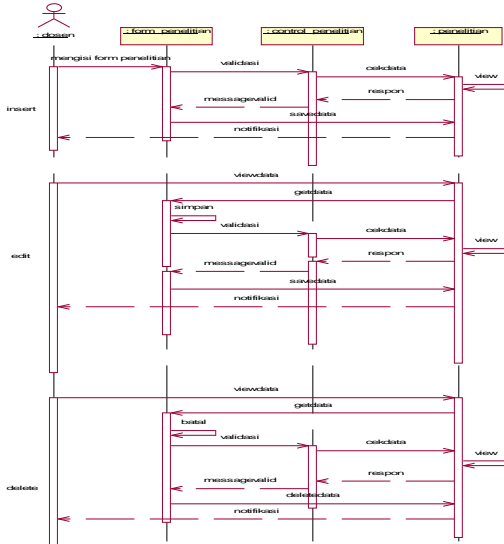 : dosen
: form_penelitian
: control_penelitian
: penelitian
mengisi form penelitian
validasi
cekdata
view
messagevalid
respon
insert
savedata
notifikasi
viewdata
getdata
simpan
validasi
cekdata
view
edit
messagevalid
respon
savedata
notifikasi
viewdata
getdata
batal
validasi
cekdata
view
messagevalid
respon
delete
deletedata
notifikasi